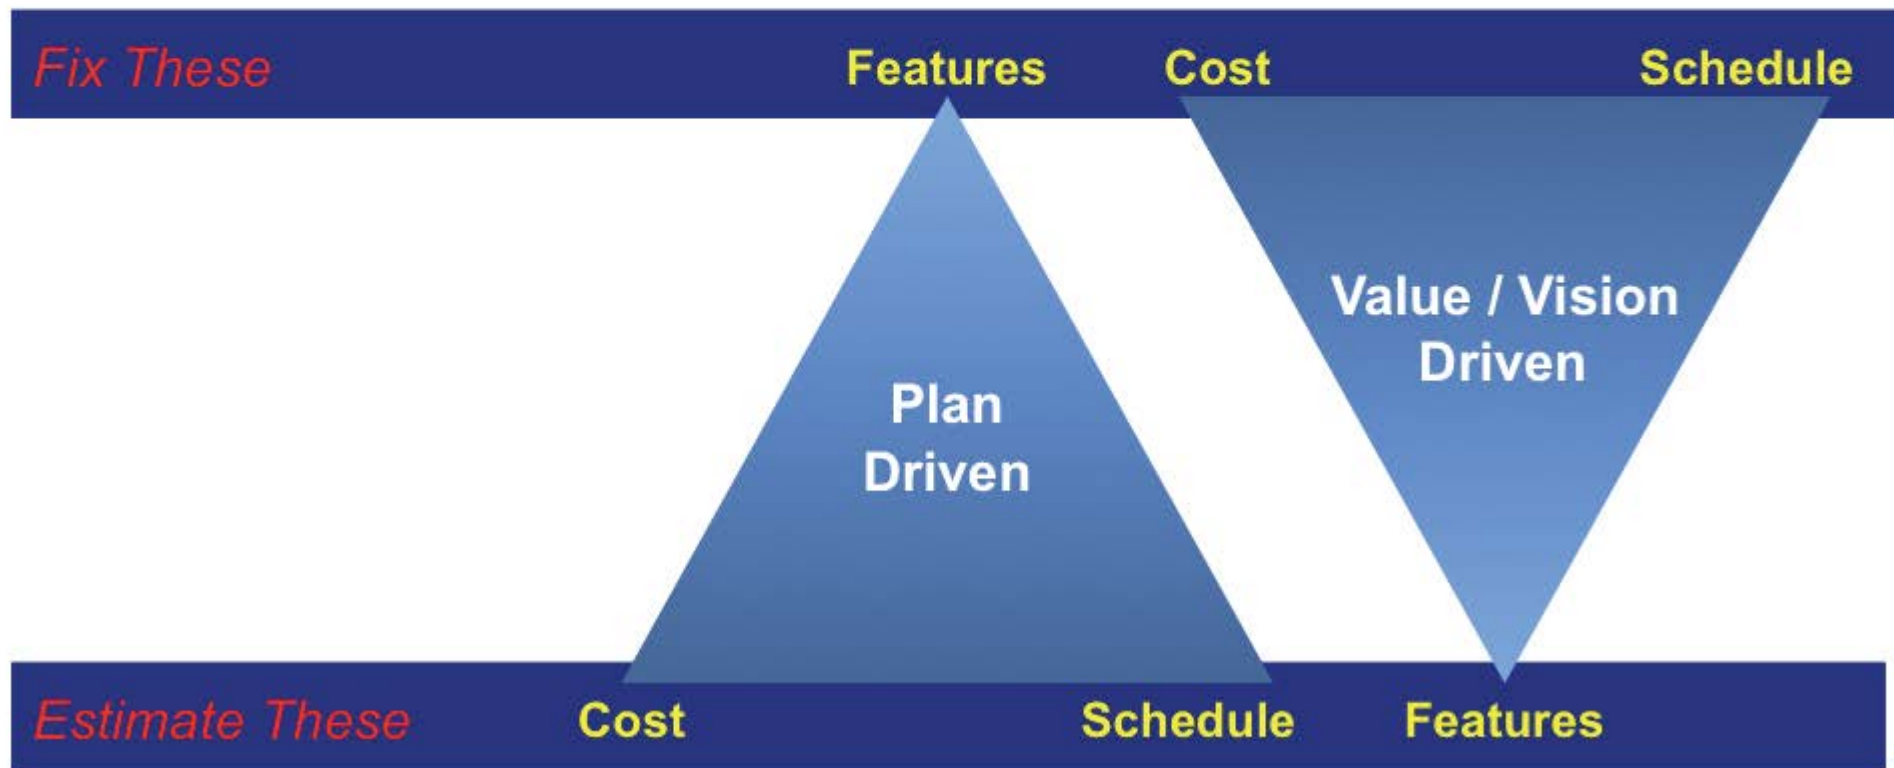 Fix These
Features
Cost
Schedule
Value / Vision
Driven
Plan
Driven
Estimate These
Cost
Schedule
Features